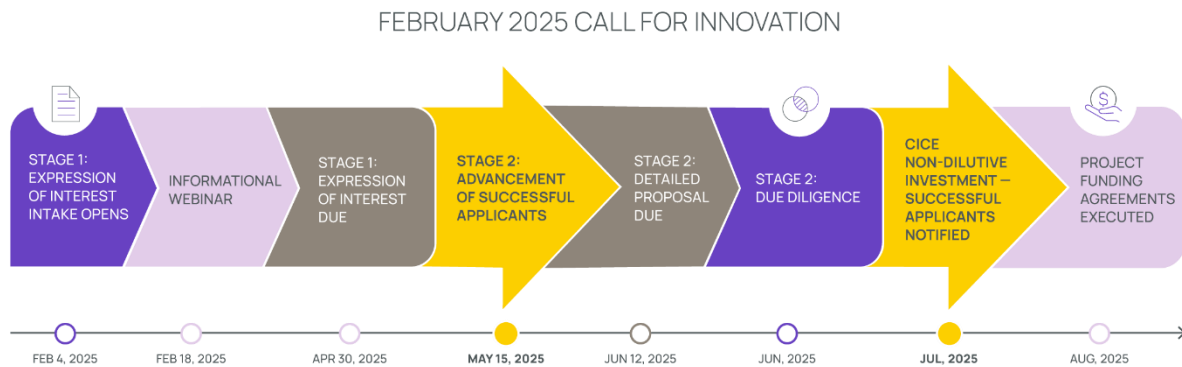 FEBRUARY 2025 CALL FOR INNOVATION
STAGE 1:
EXPRESSION
OF INTEREST
INTAKE OPENS
INFORMATIONAL
WEBINAR
STAGE 1:
EXPRESSION
OF INTEREST
DUE
STAGE 2:
ADVANCEMENT
OF SUCCESSFUL
APPLICANTS
STAGE 2:
DETAILED
PROPOSAL
DUE
STAGE 2:
DUE DILIGENCE
CICE
NON-DILUTIVE
INVESTMENT —
SUCCESSFUL
APPLICANTS
NOTIFIED
$
PROJECT
FUNDING
AGREEMENTS
EXECUTED
FEB 4, 2025
FEB 18, 2025
APR 30, 2025
MAY 15, 2025
JUN 12, 2025
JUN, 2025
JUL, 2025
AUG, 2025